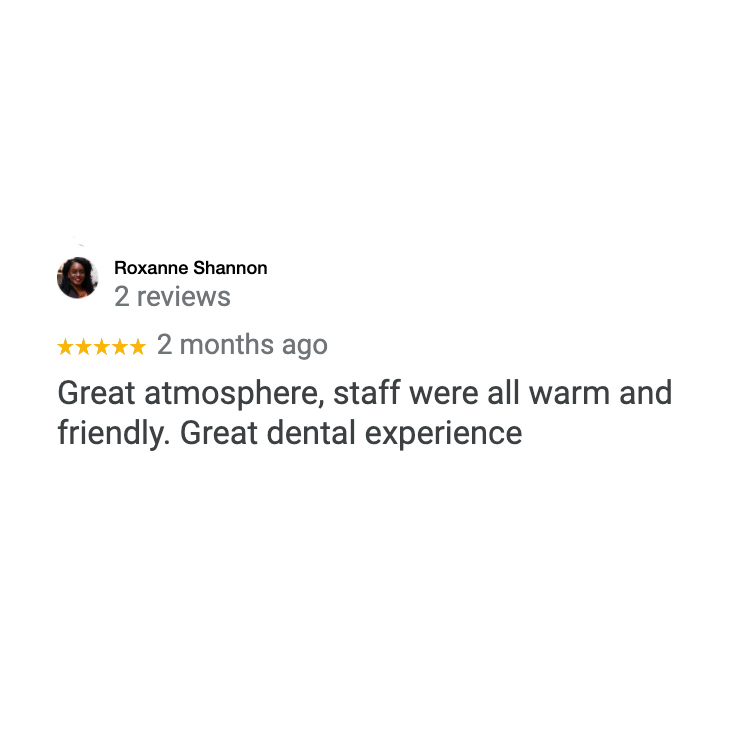 Roxanne Shannon
2 reviews
2 months ago
Great atmosphere, staff were all warm and
friendly. Great dental experience